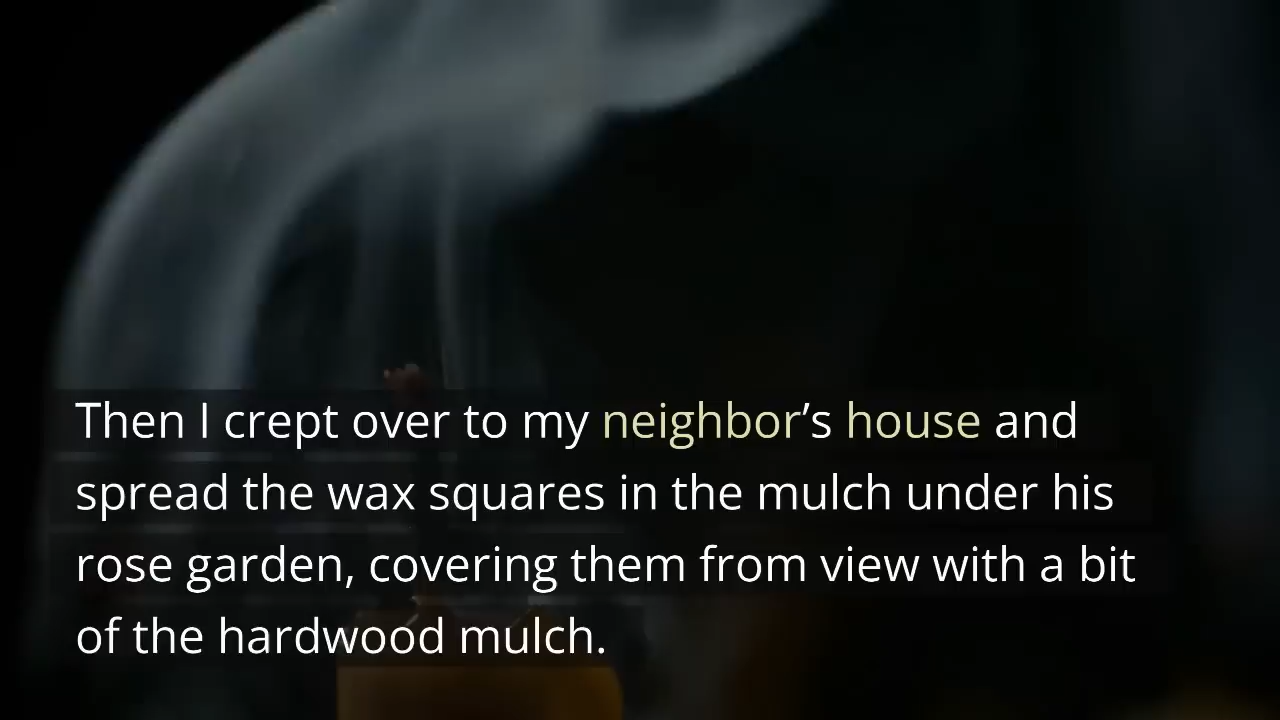 Then I crept over to my neighbor’s house and
spread the wax squares in the mulch under his
rose garden, covering them from view with a bit
of the hardwood mulch.